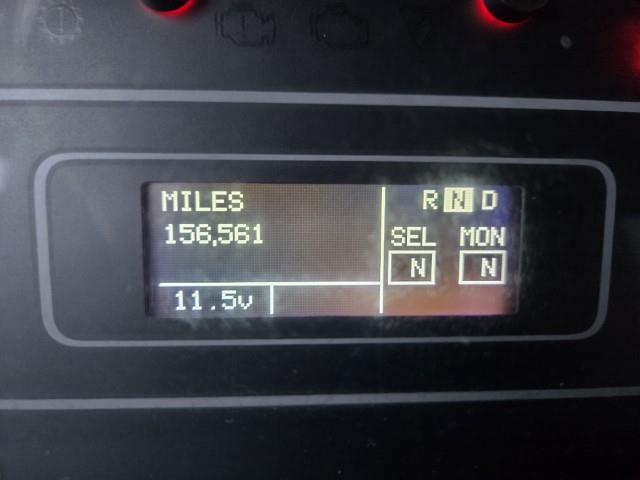 MILES
156,561
11.5v
R N D
SEL MON
N N